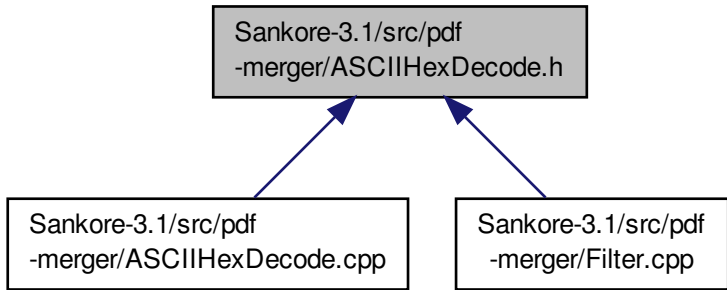 Sankore-3.1/src/pdf
-merger/ASCIIHexDecode.h
Sankore-3.1/src/pdf
-merger/ASCIIHexDecode.cpp
Sankore-3.1/src/pdf
-merger/Filter.cpp